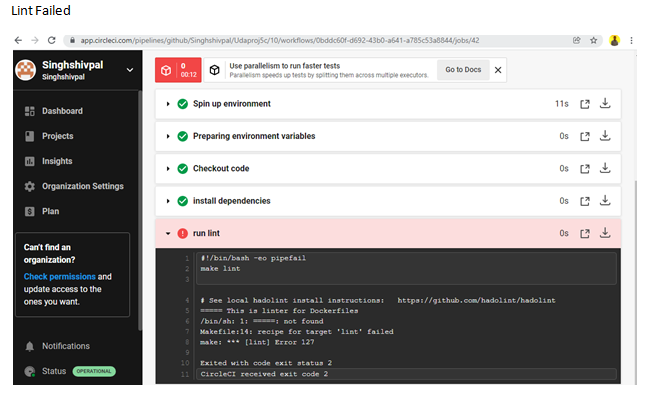 Lint Failed
app.circleci.com/pipelines/github/Singhshivpal/Udaproj5c/10/workflows/0bddc60f-d692-43b0-a641-a785c53a8844/jobs/42
Singhshivpal
Singhshivpal
Dashboard
Projects
Insights
Organization Settings
Plan
Can't find an
organization?
Check permissions and
update access to the
ones you want.
Notifications
Status OPERATIONAL
0
00:12
Use parallelism to run faster tests
Parallelism speeds up tests by splitting them across multiple executors.
Go to Docs
Spin up environment 11s
Preparing environment variables 0s
Checkout code 0s
install dependencies 0s
run lint 0s
1 #!/bin/bash -eo pipefail
2 make lint
3
4 # See local hadolint install instructions: https://github.com/hadolint/hadolint
5 ===== This is linter for Dockerfiles
6 /bin/sh: 1: =====: not found
7 Makefile:14: recipe for target 'lint' failed
8 make: *** [lint] Error 127
9
10 Exited with code exit status 2
11 CircleCI received exit code 2